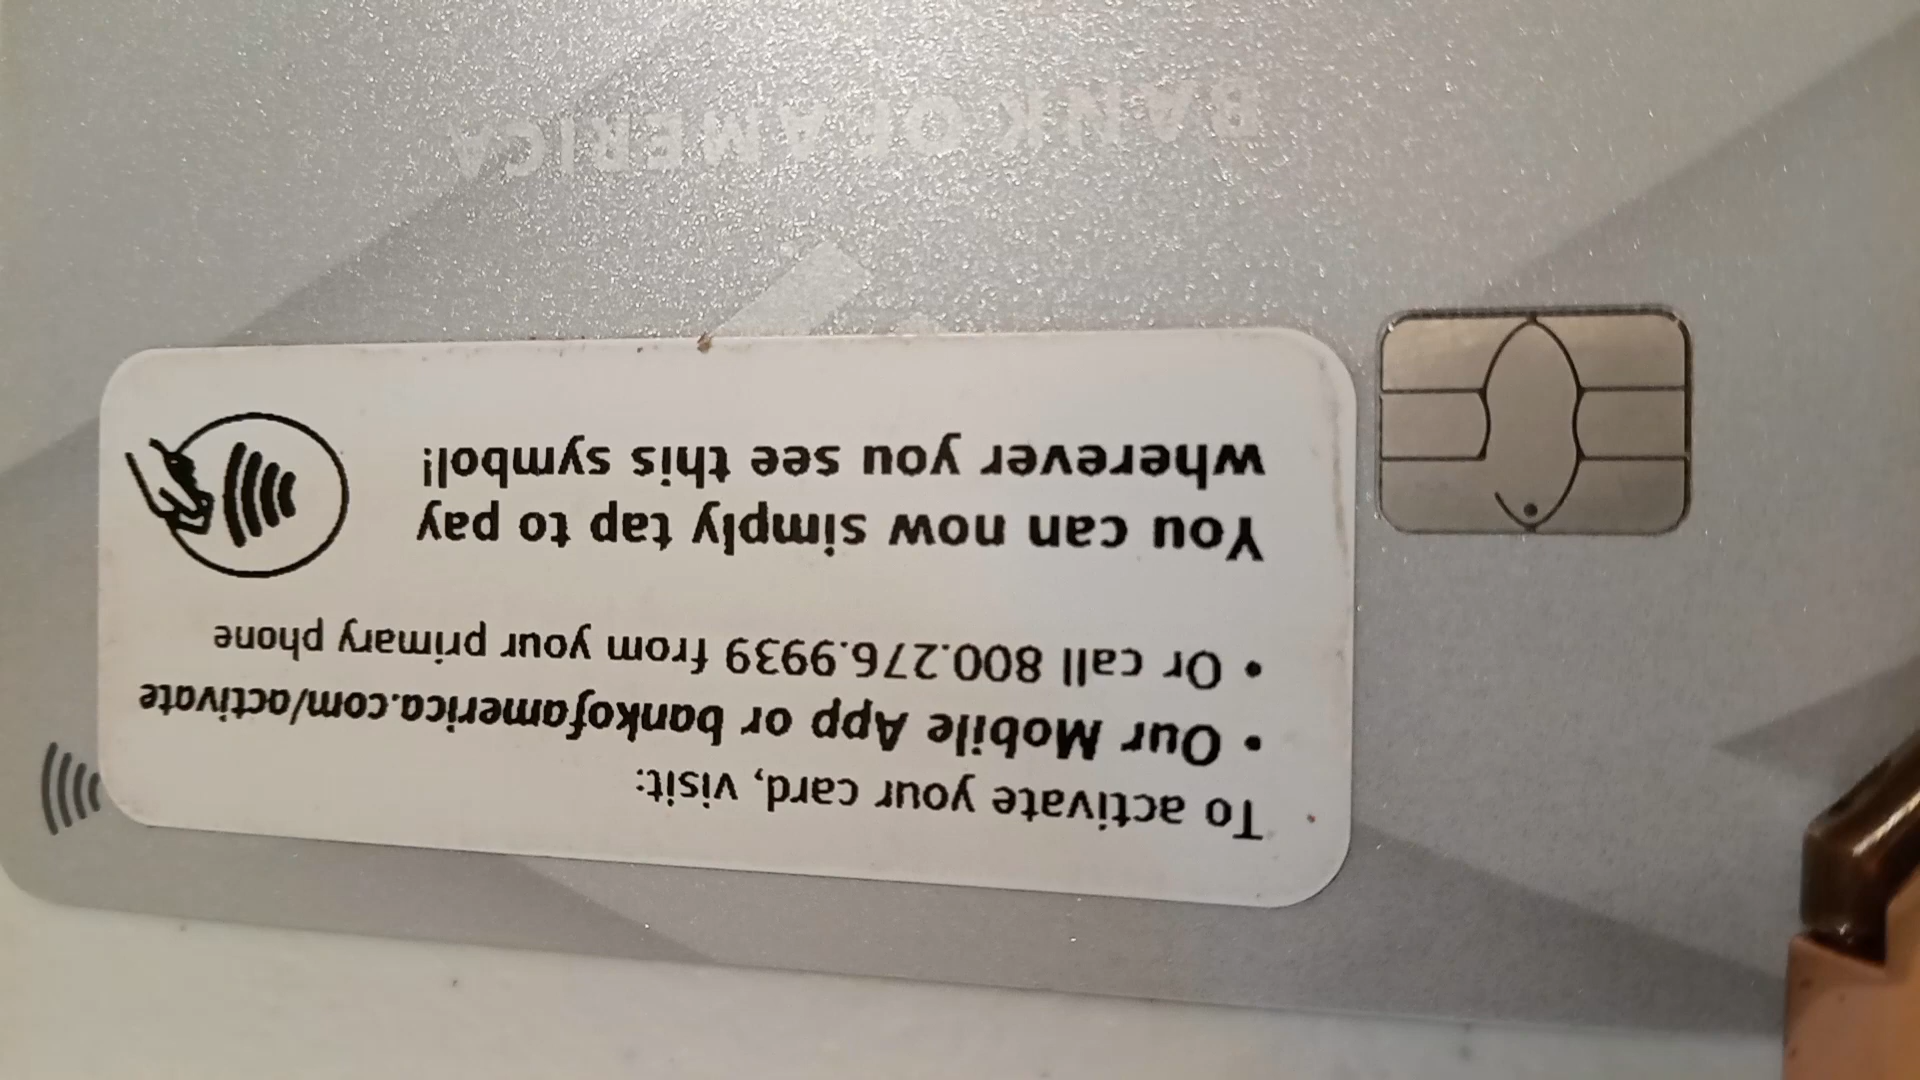 To activate your card, visit:
• Our Mobile App or bankofamerica.com/activate
• Or call 800.276.9939 from your primary phone
You can now simply tap to pay
wherever you see this symbol!
BANK OF AMERICA